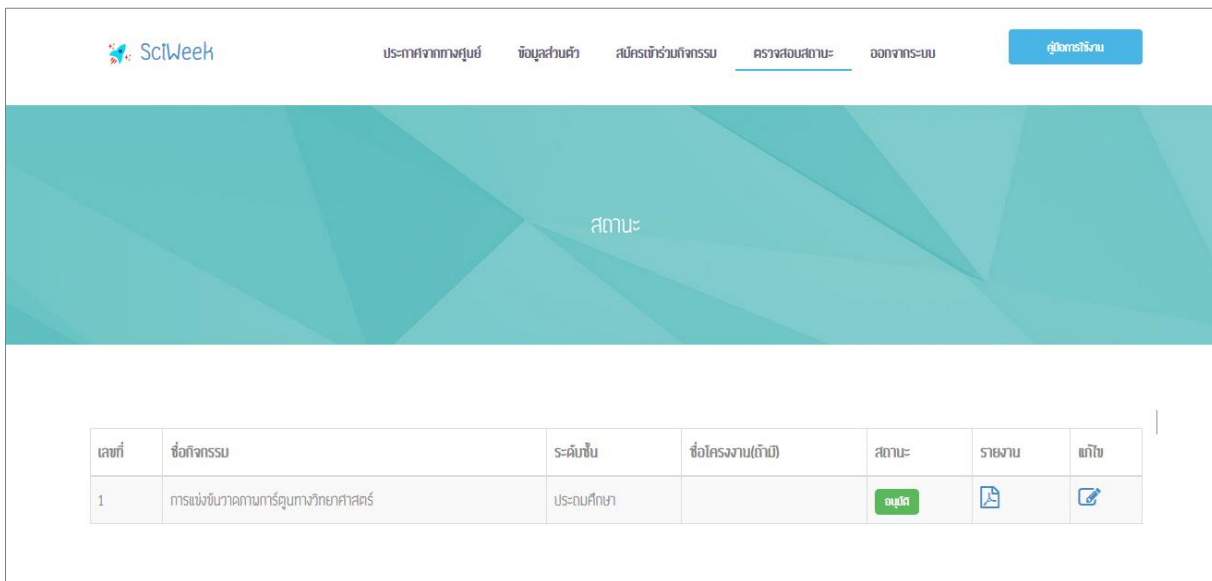 SciWeek
ประกาศจากทางศูนย์ ข้อมูลส่วนตัว สมัครเข้าร่วมกิจกรรม ตรวจสอบสถานะ ออกจากระบบ คู่มือการใช้งาน
สถานะ
เลขที่ ชื่อกิจกรรม ระดับชั้น ชื่อโครงงาน(ถ้ามี) สถานะ รายงาน แก้ไข
1 การแข่งขันวาดภาพการ์ตูนทางวิทยาศาสตร์ ประถมศึกษา อนุมัติ